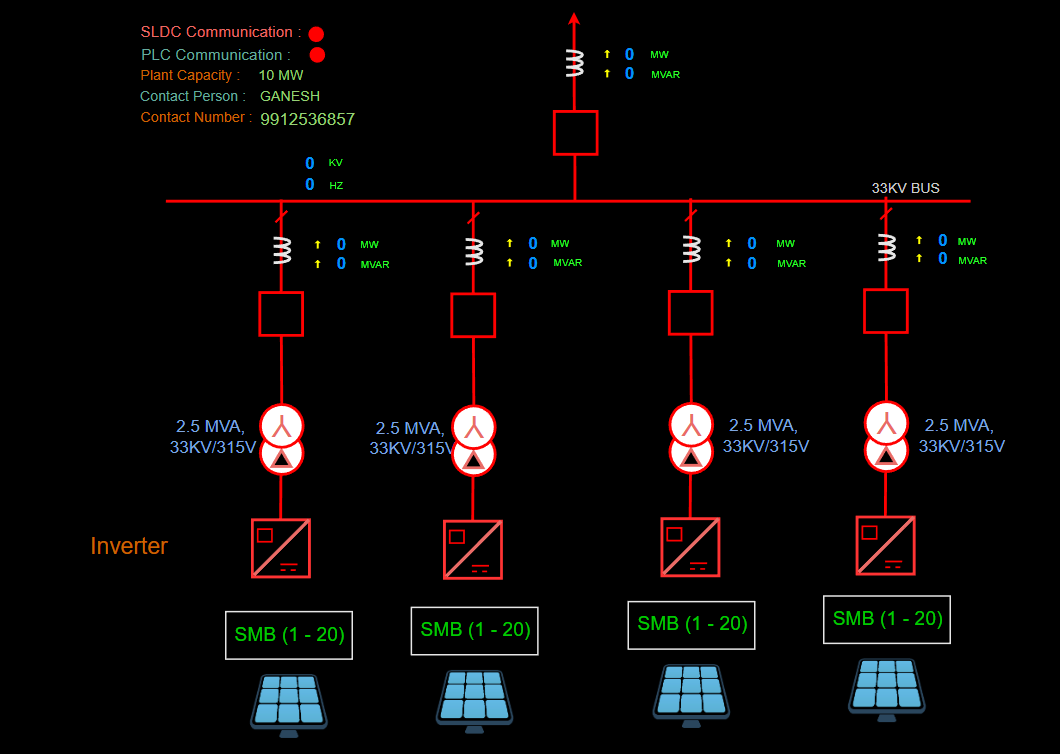 SLDC Communication :
PLC Communication :
Plant Capacity : 10 MW
Contact Person : GANESH
Contact Number : 9912536857
0 MW
0 MVAR
0 KV
0 HZ
33KV BUS
0 MW
0 MVAR
0 MW
0 MVAR
0 MW
0 MVAR
0 MW
0 MVAR
2.5 MVA,
33KV/315V
2.5 MVA,
33KV/315V
2.5 MVA,
33KV/315V
2.5 MVA,
33KV/315V
Inverter
SMB (1 - 20)
SMB (1 - 20)
SMB (1 - 20)
SMB (1 - 20)